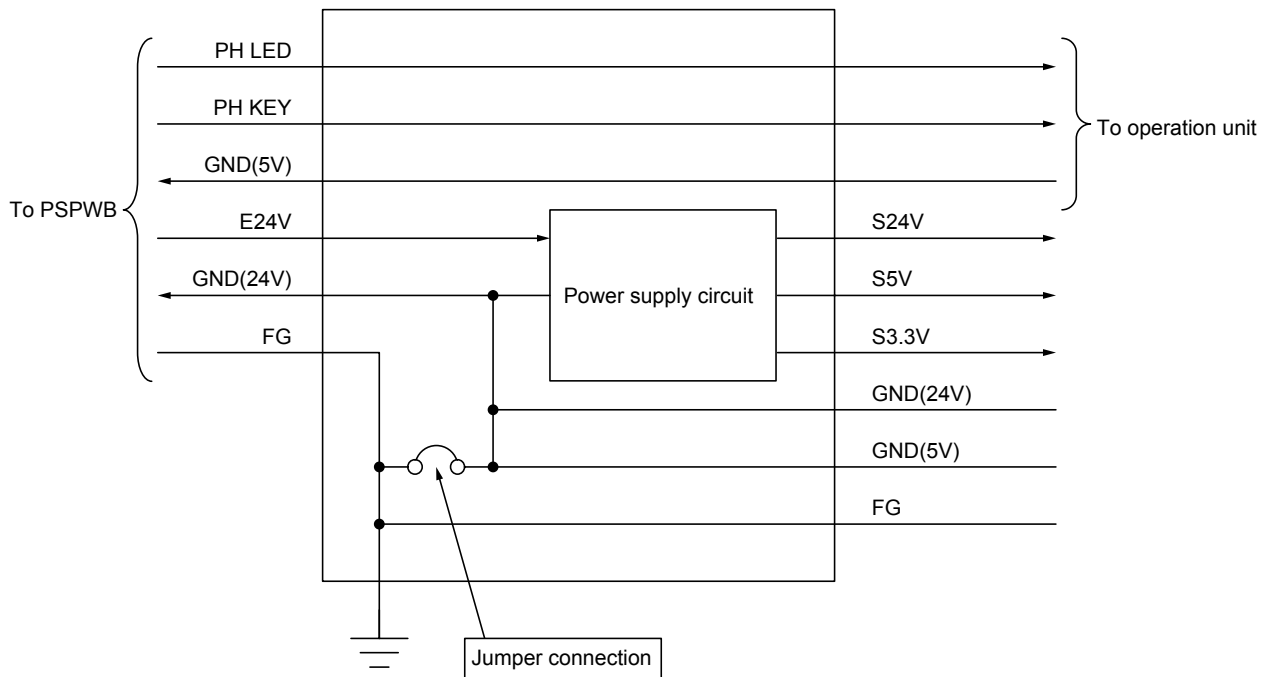 PH LED
PH KEY
GND(5V)
To operation unit
To PSPWB
E24V
S24V
GND(24V)
Power supply circuit
S5V
FG
S3.3V
GND(24V)
GND(5V)
FG
Jumper connection